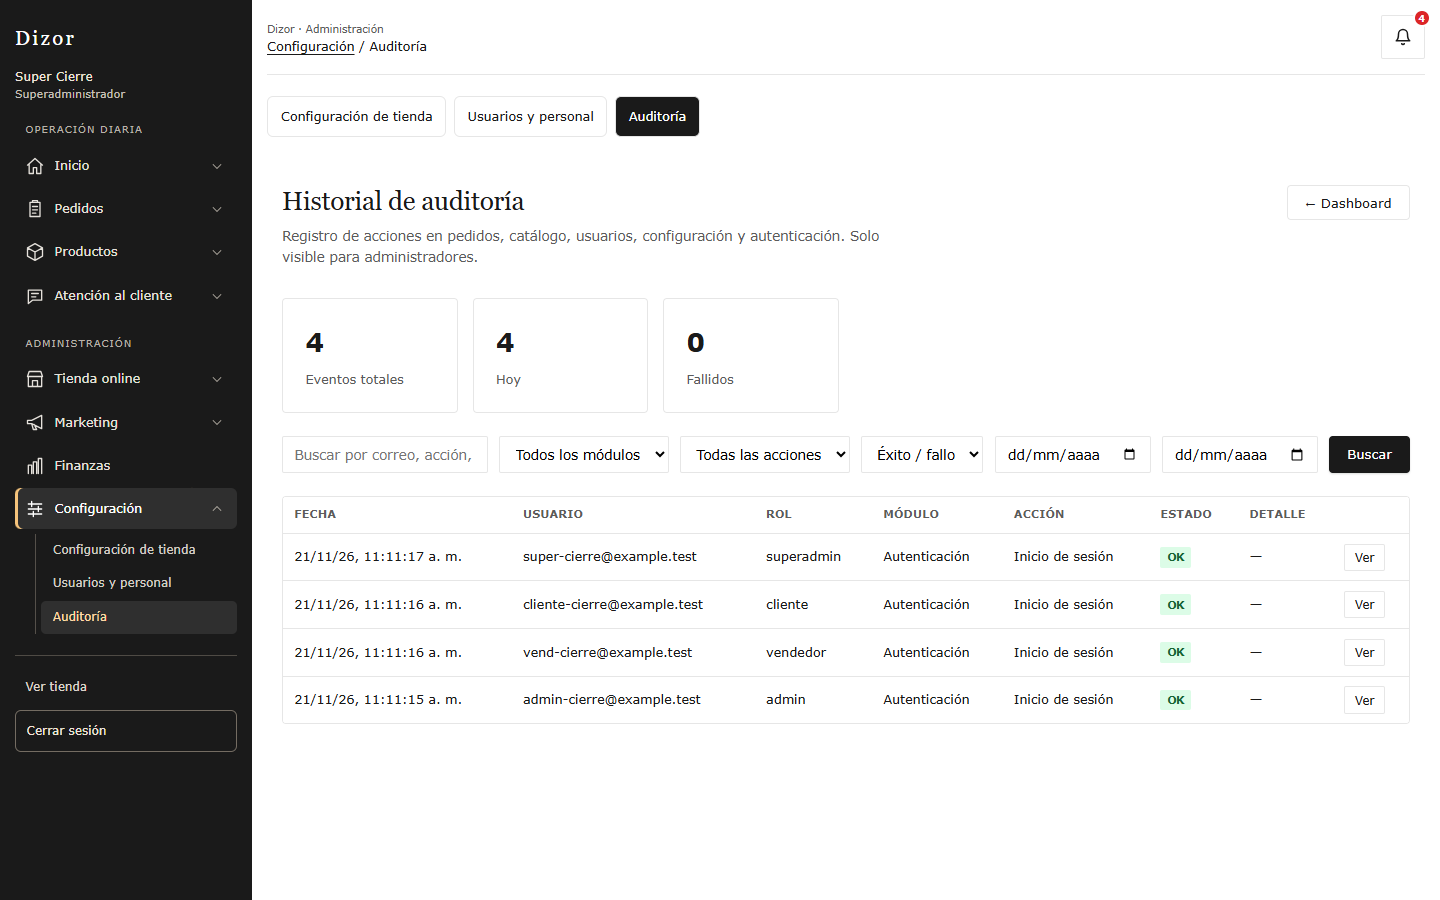 Dizor
Super Cierre
Superadministrador
OPERACIÓN DIARIA
Inicio
Pedidos
Productos
Atención al cliente
ADMINISTRACIÓN
Tienda online
Marketing
Finanzas
Configuración
Configuración de tienda
Usuarios y personal
Auditoría
Ver tienda
Cerrar sesión
Dizor · Administración
Configuración / Auditoría
4
Configuración de tienda Usuarios y personal Auditoría
Historial de auditoría
← Dashboard
Registro de acciones en pedidos, catálogo, usuarios, configuración y autenticación. Solo
visible para administradores.
4 4 0
Eventos totales Hoy Fallidos
Buscar por correo, acción, Todos los módulos Todas las acciones Éxito / fallo dd/mm/aaaa dd/mm/aaaa Buscar
FECHA USUARIO ROL MÓDULO ACCIÓN ESTADO DETALLE
21/11/26, 11:11:17 a. m. super-cierre@example.test superadmin Autenticación Inicio de sesión OK — Ver
21/11/26, 11:11:16 a. m. cliente-cierre@example.test cliente Autenticación Inicio de sesión OK — Ver
21/11/26, 11:11:16 a. m. vend-cierre@example.test vendedor Autenticación Inicio de sesión OK — Ver
21/11/26, 11:11:15 a. m. admin-cierre@example.test admin Autenticación Inicio de sesión OK — Ver